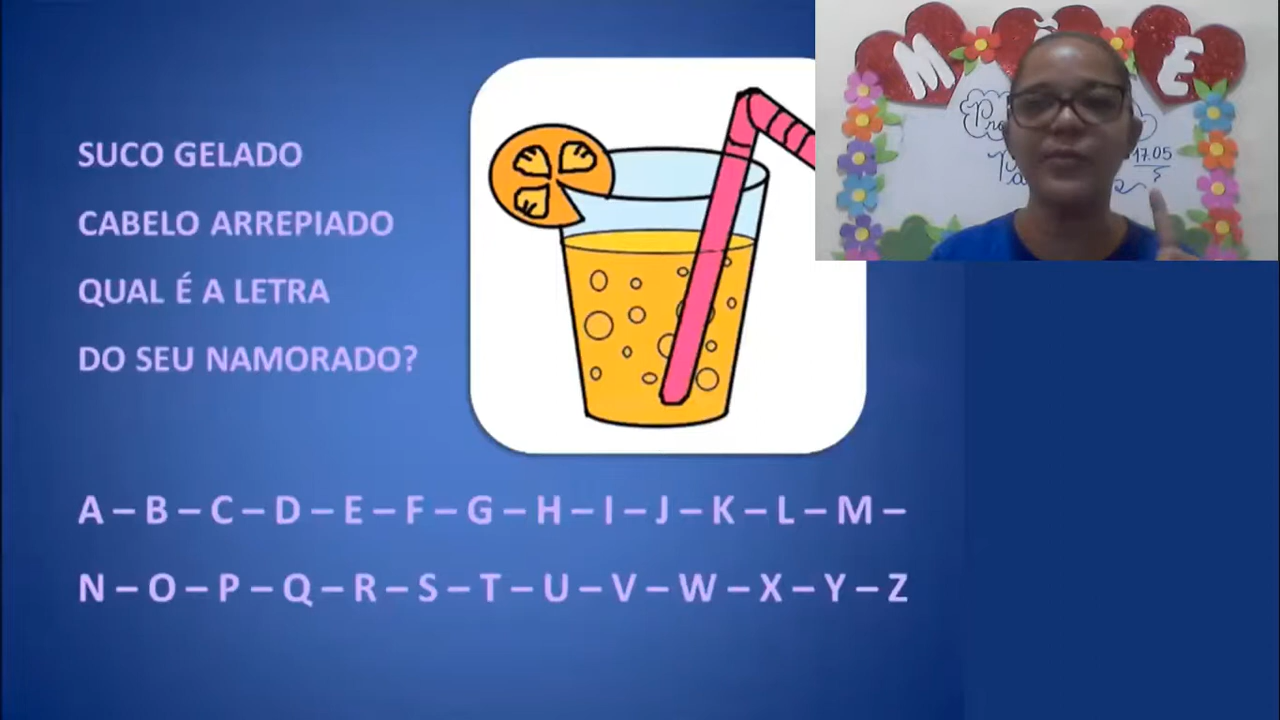 SUCO GELADO
CABELO ARREPIADO
QUAL É A LETRA
DO SEU NAMORADO?
A – B – C – D – E – F – G – H – I – J – K – L – M –
N – O – P – Q – R – S – T – U – V – W – X – Y – Z
M Ã E
17.05